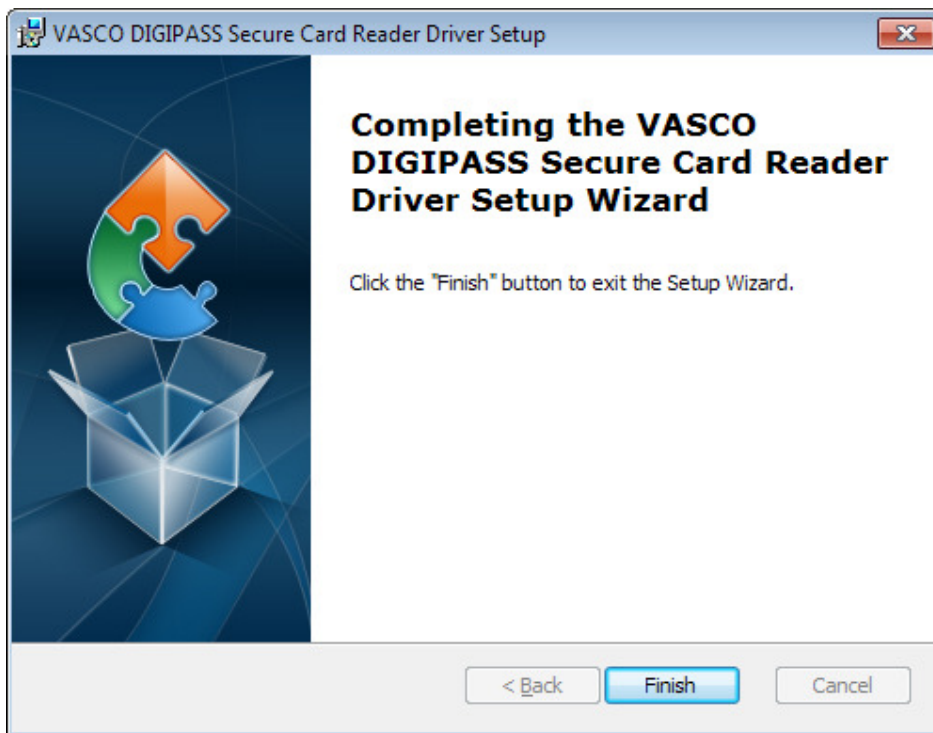 VASCO DIGIPASS Secure Card Reader Driver Setup
Completing the VASCO
DIGIPASS Secure Card Reader
Driver Setup Wizard
Click the "Finish" button to exit the Setup Wizard.
< Back Finish Cancel